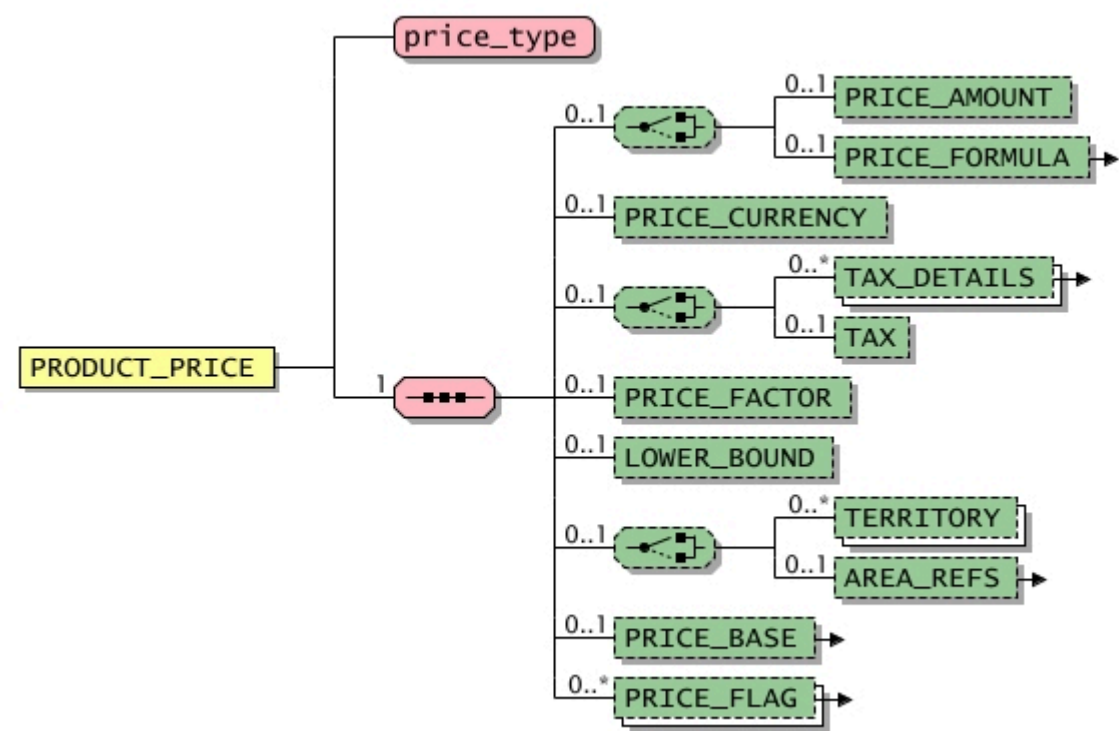 price_type
0..1
0..1 PRICE_AMOUNT
0..1 PRICE_FORMULA
0..1 PRICE_CURRENCY
0..1
0..* TAX_DETAILS
0..1 TAX
PRODUCT_PRICE
1
0..1 PRICE_FACTOR
0..1 LOWER_BOUND
0..1
0..* TERRITORY
0..1 AREA_REFS
0..1 PRICE_BASE
0..* PRICE_FLAG